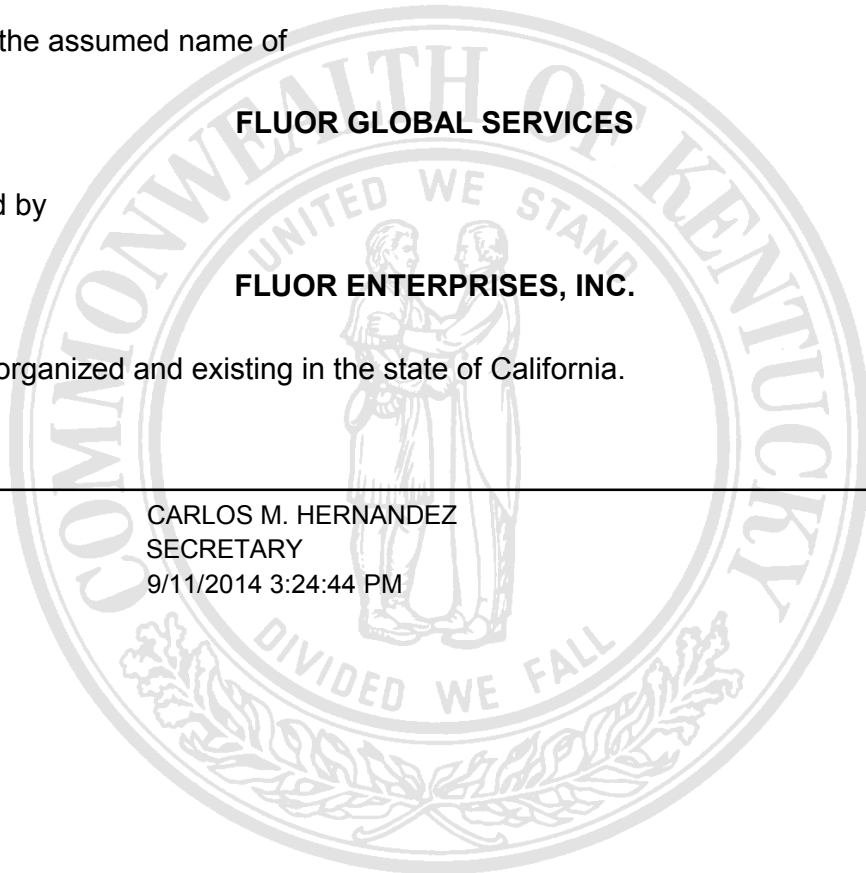 the assumed name of
FLUOR GLOBAL SERVICES
d by
FLUOR ENTERPRISES, INC.
organized and existing in the state of California.
CARLOS M. HERNANDEZ
SECRETARY
9/11/2014 3:24:44 PM
COMMONWEALTH OF KENTUCKY
UNITED WE STAND
DIVIDED WE FALL